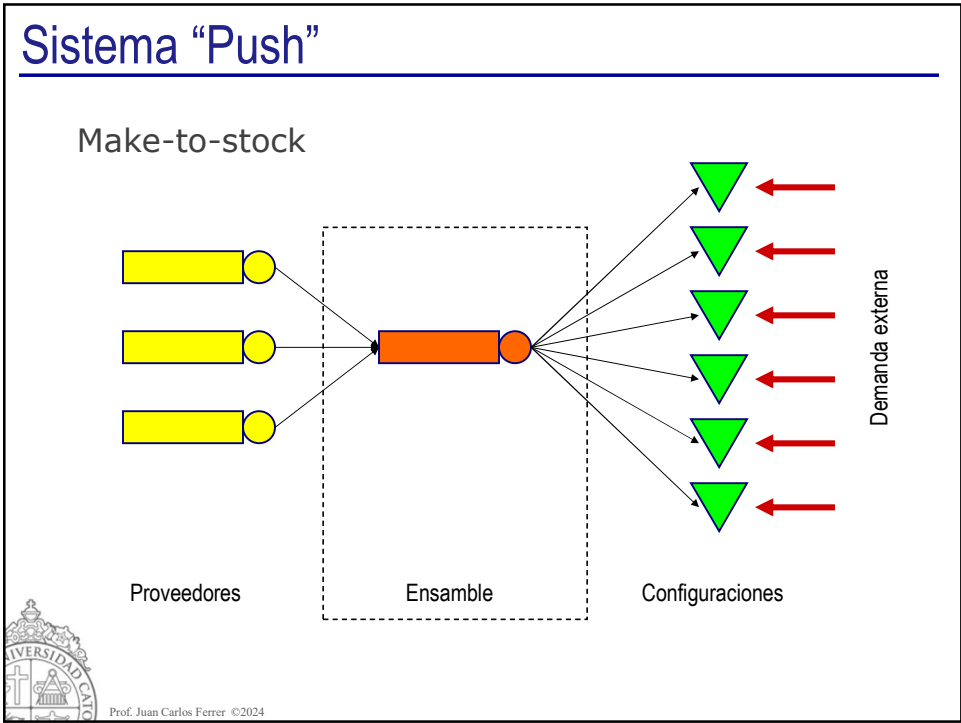 Sistema “Push”
Make-to-stock
Demanda externa
Proveedores
Ensamble
Configuraciones
Prof. Juan Carlos Ferrer ©2024